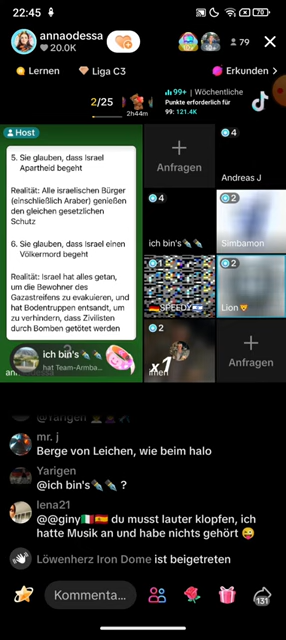 22:45
70
annaodessa
20.0K
79
Lernen
Liga C3
Erkunden
2/25
2h44m
99+ | Wöchentliche
Punkte erforderlich für
99: 121.4K
Host
5. Sie glauben, dass Israel
Apartheid begeht
Realität: Alle israelischen Bürger
(einschließlich Araber) genießen
den gleichen gesetzlichen
Schutz
6. Sie glauben, dass Israel einen
Völkermord begeht
Realität: Israel hat alles getan,
um die Bewohner des
Gazastreifens zu evakuieren, und
hat Bodentruppen entsandt, um
zu verhindern, dass Zivilisten
durch Bomben getötet werden
ich bin's
hat Team-Armba...
x1
Anfragen
4
Andreas J
4
ich bin's
2
Simbamon
1
SPEEDY
2
Lion
2
Imen
Anfragen
@Yarigen
mr. j
Berge von Leichen, wie beim halo
Yarigen
@ich bin's ?
lena21
@@giny du musst lauter klopfen, ich
hatte Musik an und habe nichts gehört
Löwenherz Iron Dome ist beigetreten
Kommenta...
131